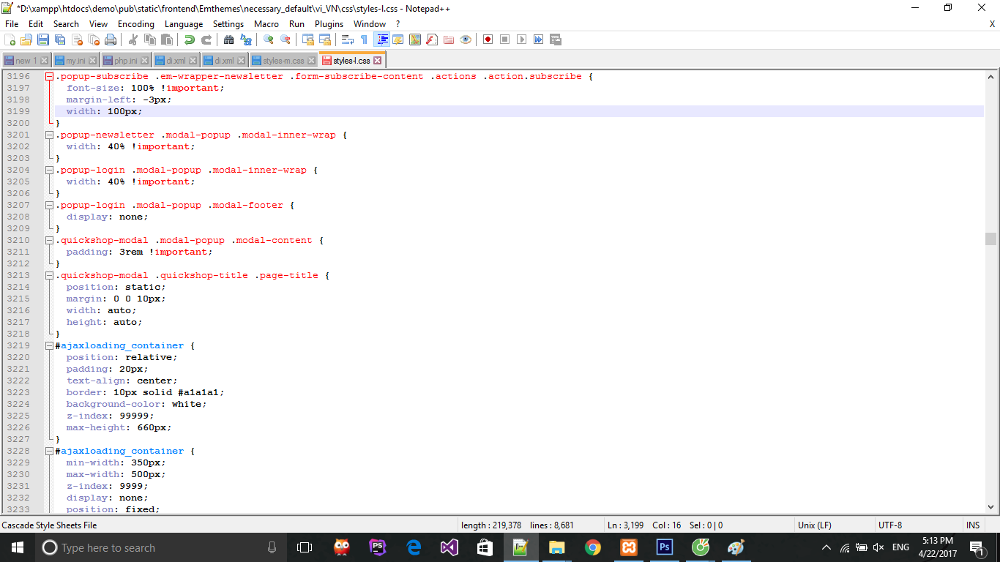 *D:\xampp\htdocs\demo\pub\static\frontend\Emthemes\necessary_default\vi_VN\css\styles-l.css - Notepad++
File Edit Search View Encoding Language Settings Macro Run Plugins Window ? X
new 1 my.ini php.ini di.xml di.xml styles-m.css styles-l.css
3196 .popup-subscribe .em-wrapper-newsletter .form-subscribe-content .actions .action.subscribe {
3197 font-size: 100% !important;
3198 margin-left: -3px;
3199 width: 100px;
3200 }
3201 .popup-newsletter .modal-popup .modal-inner-wrap {
3202 width: 40% !important;
3203 }
3204 .popup-login .modal-popup .modal-inner-wrap {
3205 width: 40% !important;
3206 }
3207 .popup-login .modal-popup .modal-footer {
3208 display: none;
3209 }
3210 .quickshop-modal .modal-popup .modal-content {
3211 padding: 3rem !important;
3212 }
3213 .quickshop-modal .quickshop-title .page-title {
3214 position: static;
3215 margin: 0 0 10px;
3216 width: auto;
3217 height: auto;
3218 }
3219 #ajaxloading_container {
3220 position: relative;
3221 padding: 20px;
3222 text-align: center;
3223 border: 10px solid #a1a1a1;
3224 background-color: white;
3225 z-index: 99999;
3226 max-height: 660px;
3227 }
3228 #ajaxloading_container {
3229 min-width: 350px;
3230 max-width: 500px;
3231 z-index: 9999;
3232 display: none;
3233 position: fixed;
Cascade Style Sheets File length : 219,378 lines : 8,681 Ln : 3,199 Col : 16 Sel : 0 | 0 Unix (LF) UTF-8 INS
Type here to search ENG 5:13 PM
4/22/2017